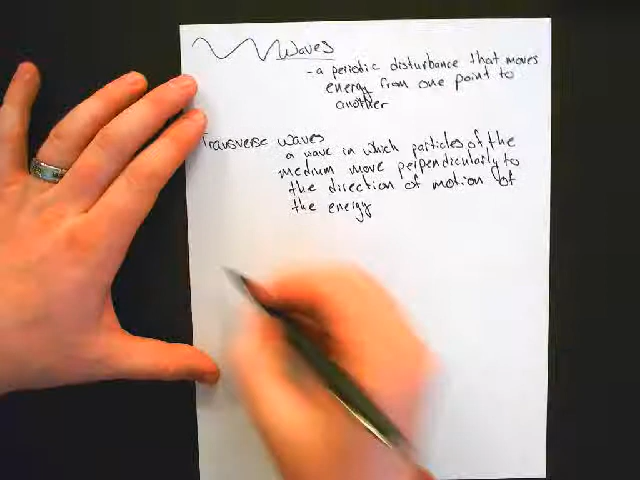 Waves
- a periodic disturbance that moves
energy from one point to
another
Transverse waves
a wave in which particles of the
medium move perpendicularly to
the direction of motion of
the energy